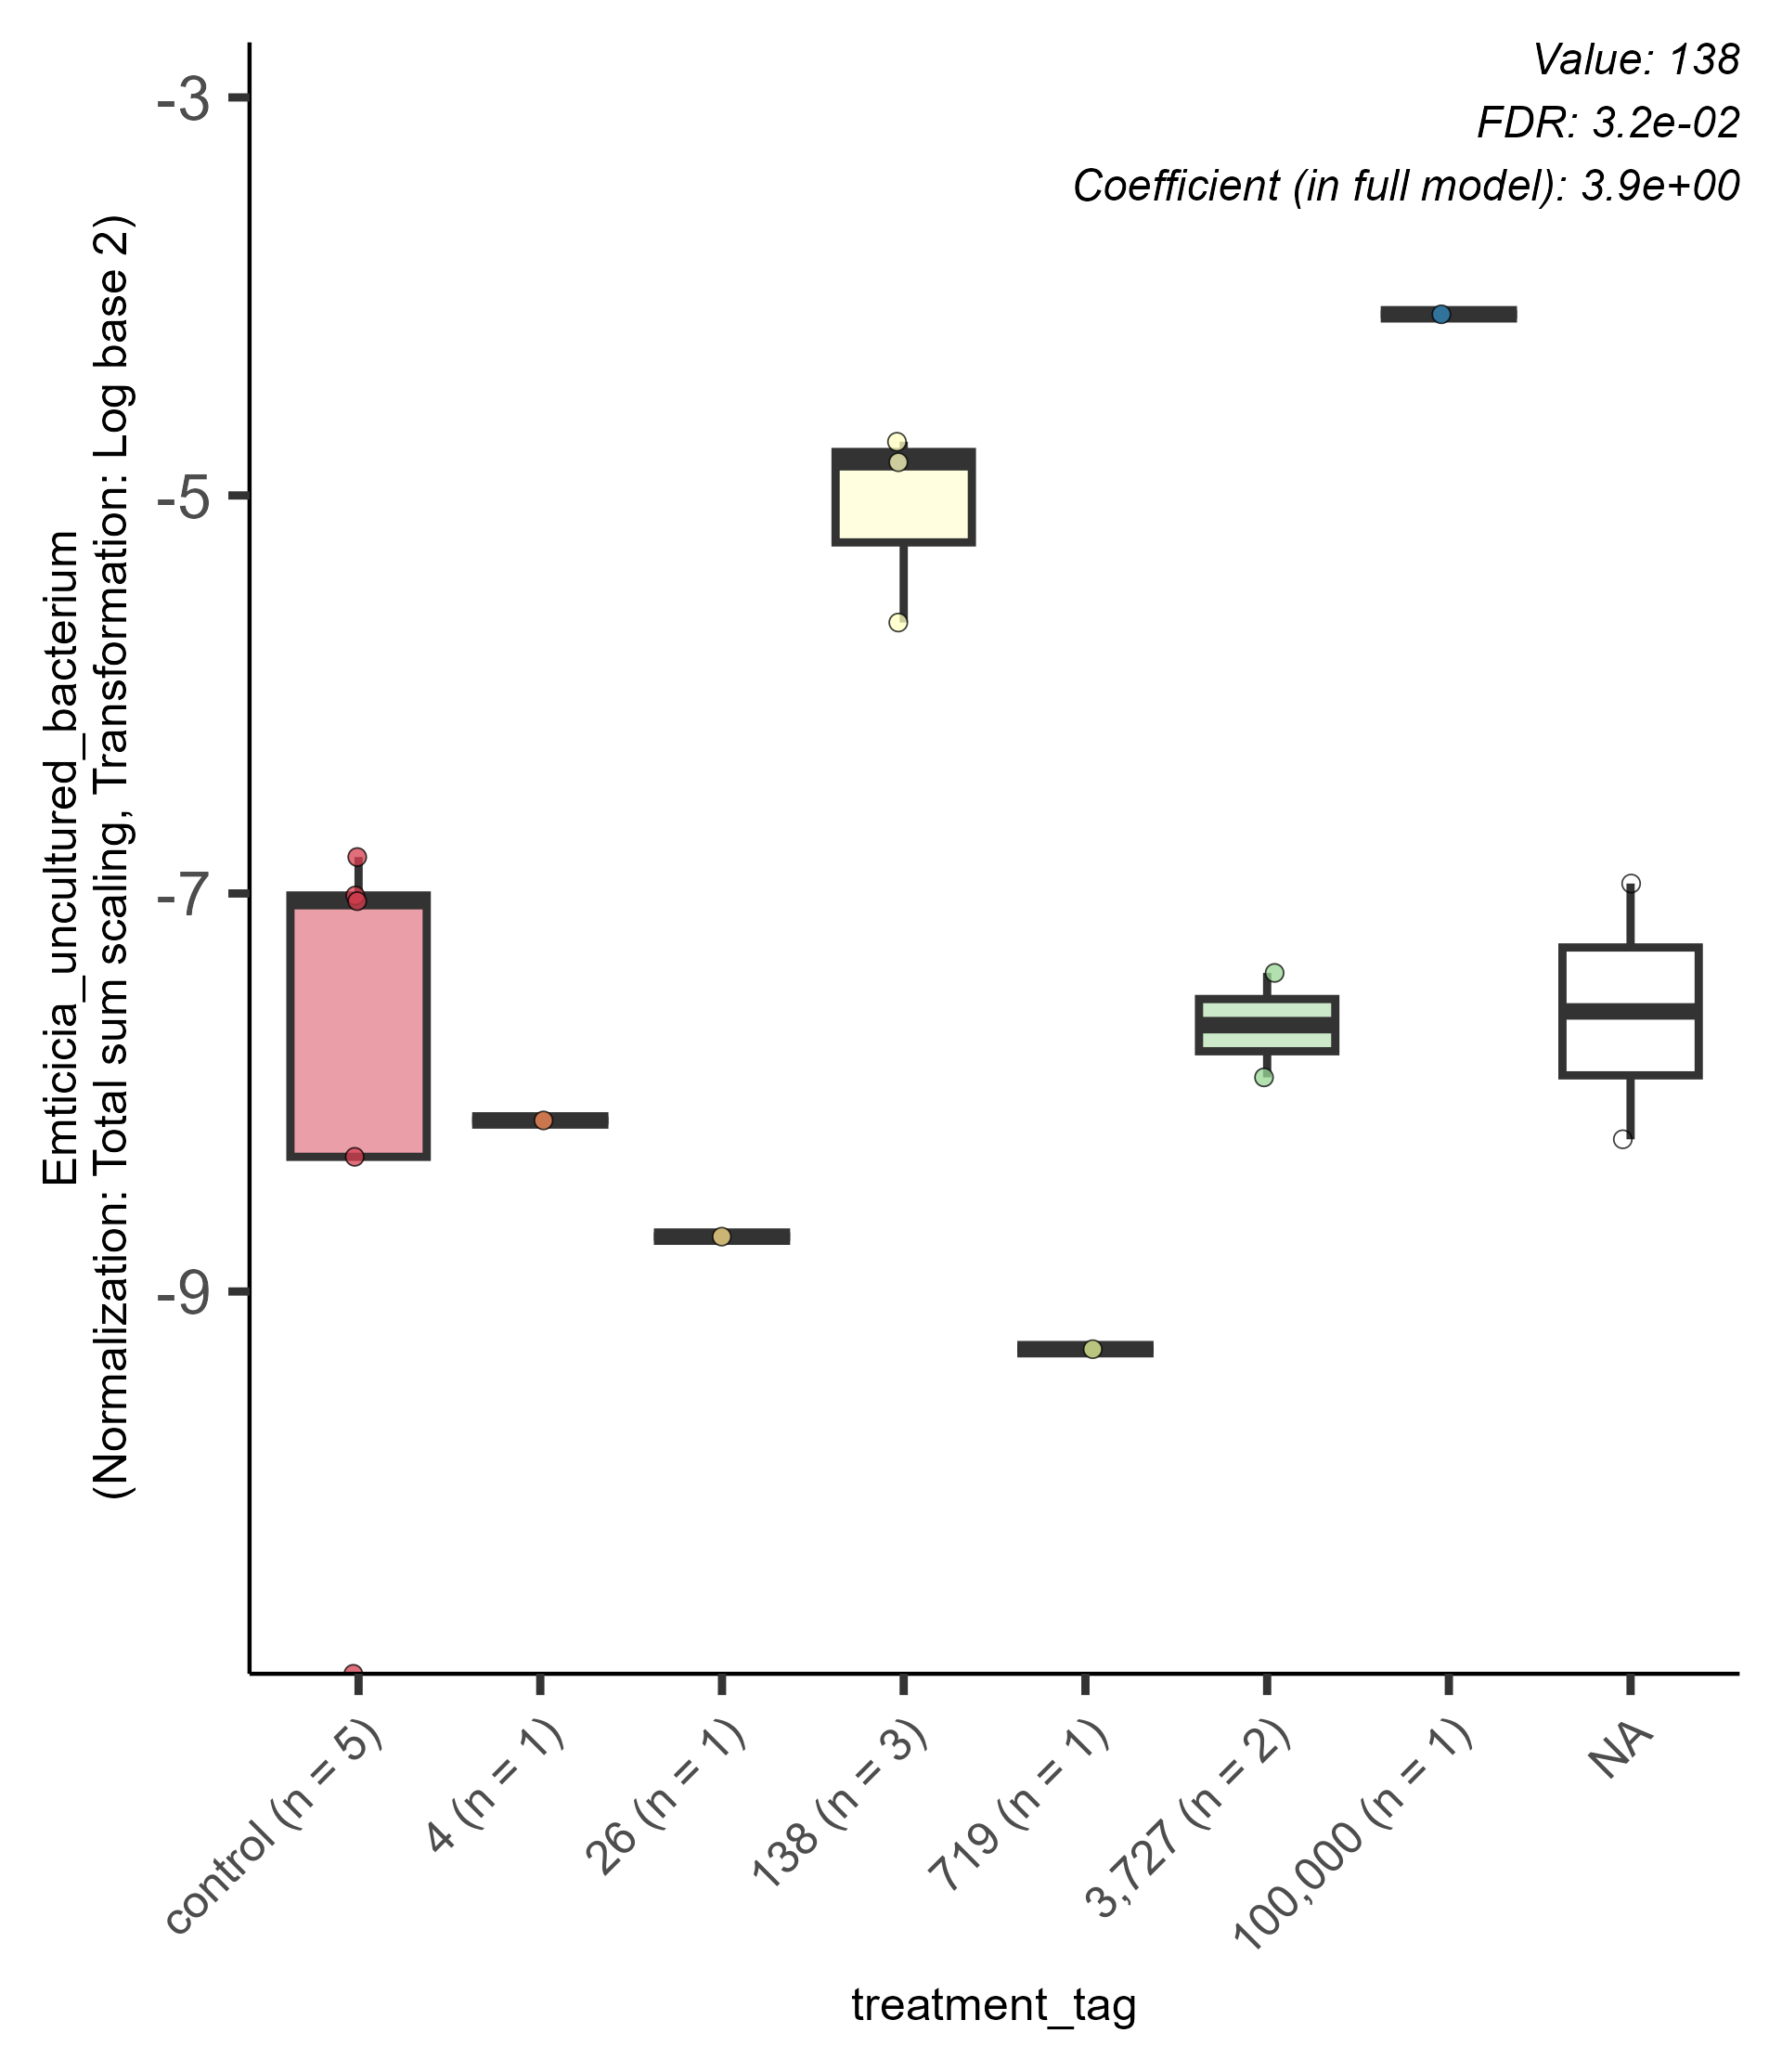 Value: 138
FDR: 3.2e-02
Coefficient (in full model): 3.9e+00
Emticicia_uncultured_bacterium
(Normalization: Total sum scaling, Transformation: Log base 2)
-3
-5
-7
-9
control (n = 5)
4 (n = 1)
26 (n = 1)
138 (n = 3)
719 (n = 1)
3,727 (n = 2)
100,000 (n = 1)
NA
treatment_tag